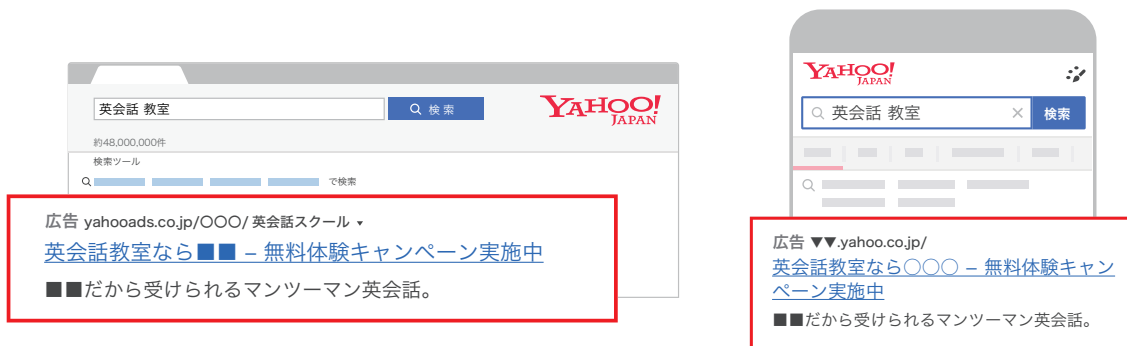 英会話 教室
検索
YAHOO!
JAPAN
約48,000,000件
検索ツール
で検索
広告 yahooads.co.jp/〇〇〇/ 英会話スクール ▾
英会話教室なら■■ – 無料体験キャンペーン実施中
■■だから受けられるマンツーマン英会話。
YAHOO!
JAPAN
英会話 教室
検索
広告 ▼▼.yahoo.co.jp/
英会話教室なら〇〇〇 – 無料体験キャン
ペーン実施中
■■だから受けられるマンツーマン英会話。